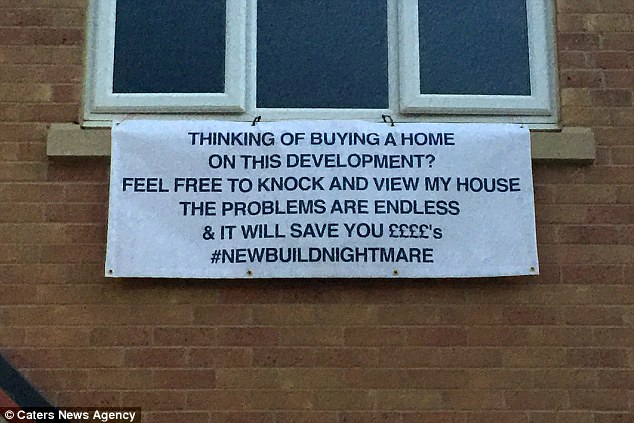 THINKING OF BUYING A HOME
ON THIS DEVELOPMENT?
FEEL FREE TO KNOCK AND VIEW MY HOUSE
THE PROBLEMS ARE ENDLESS
& IT WILL SAVE YOU ££££'s
#NEWBUILDNIGHTMARE
© Caters News Agency